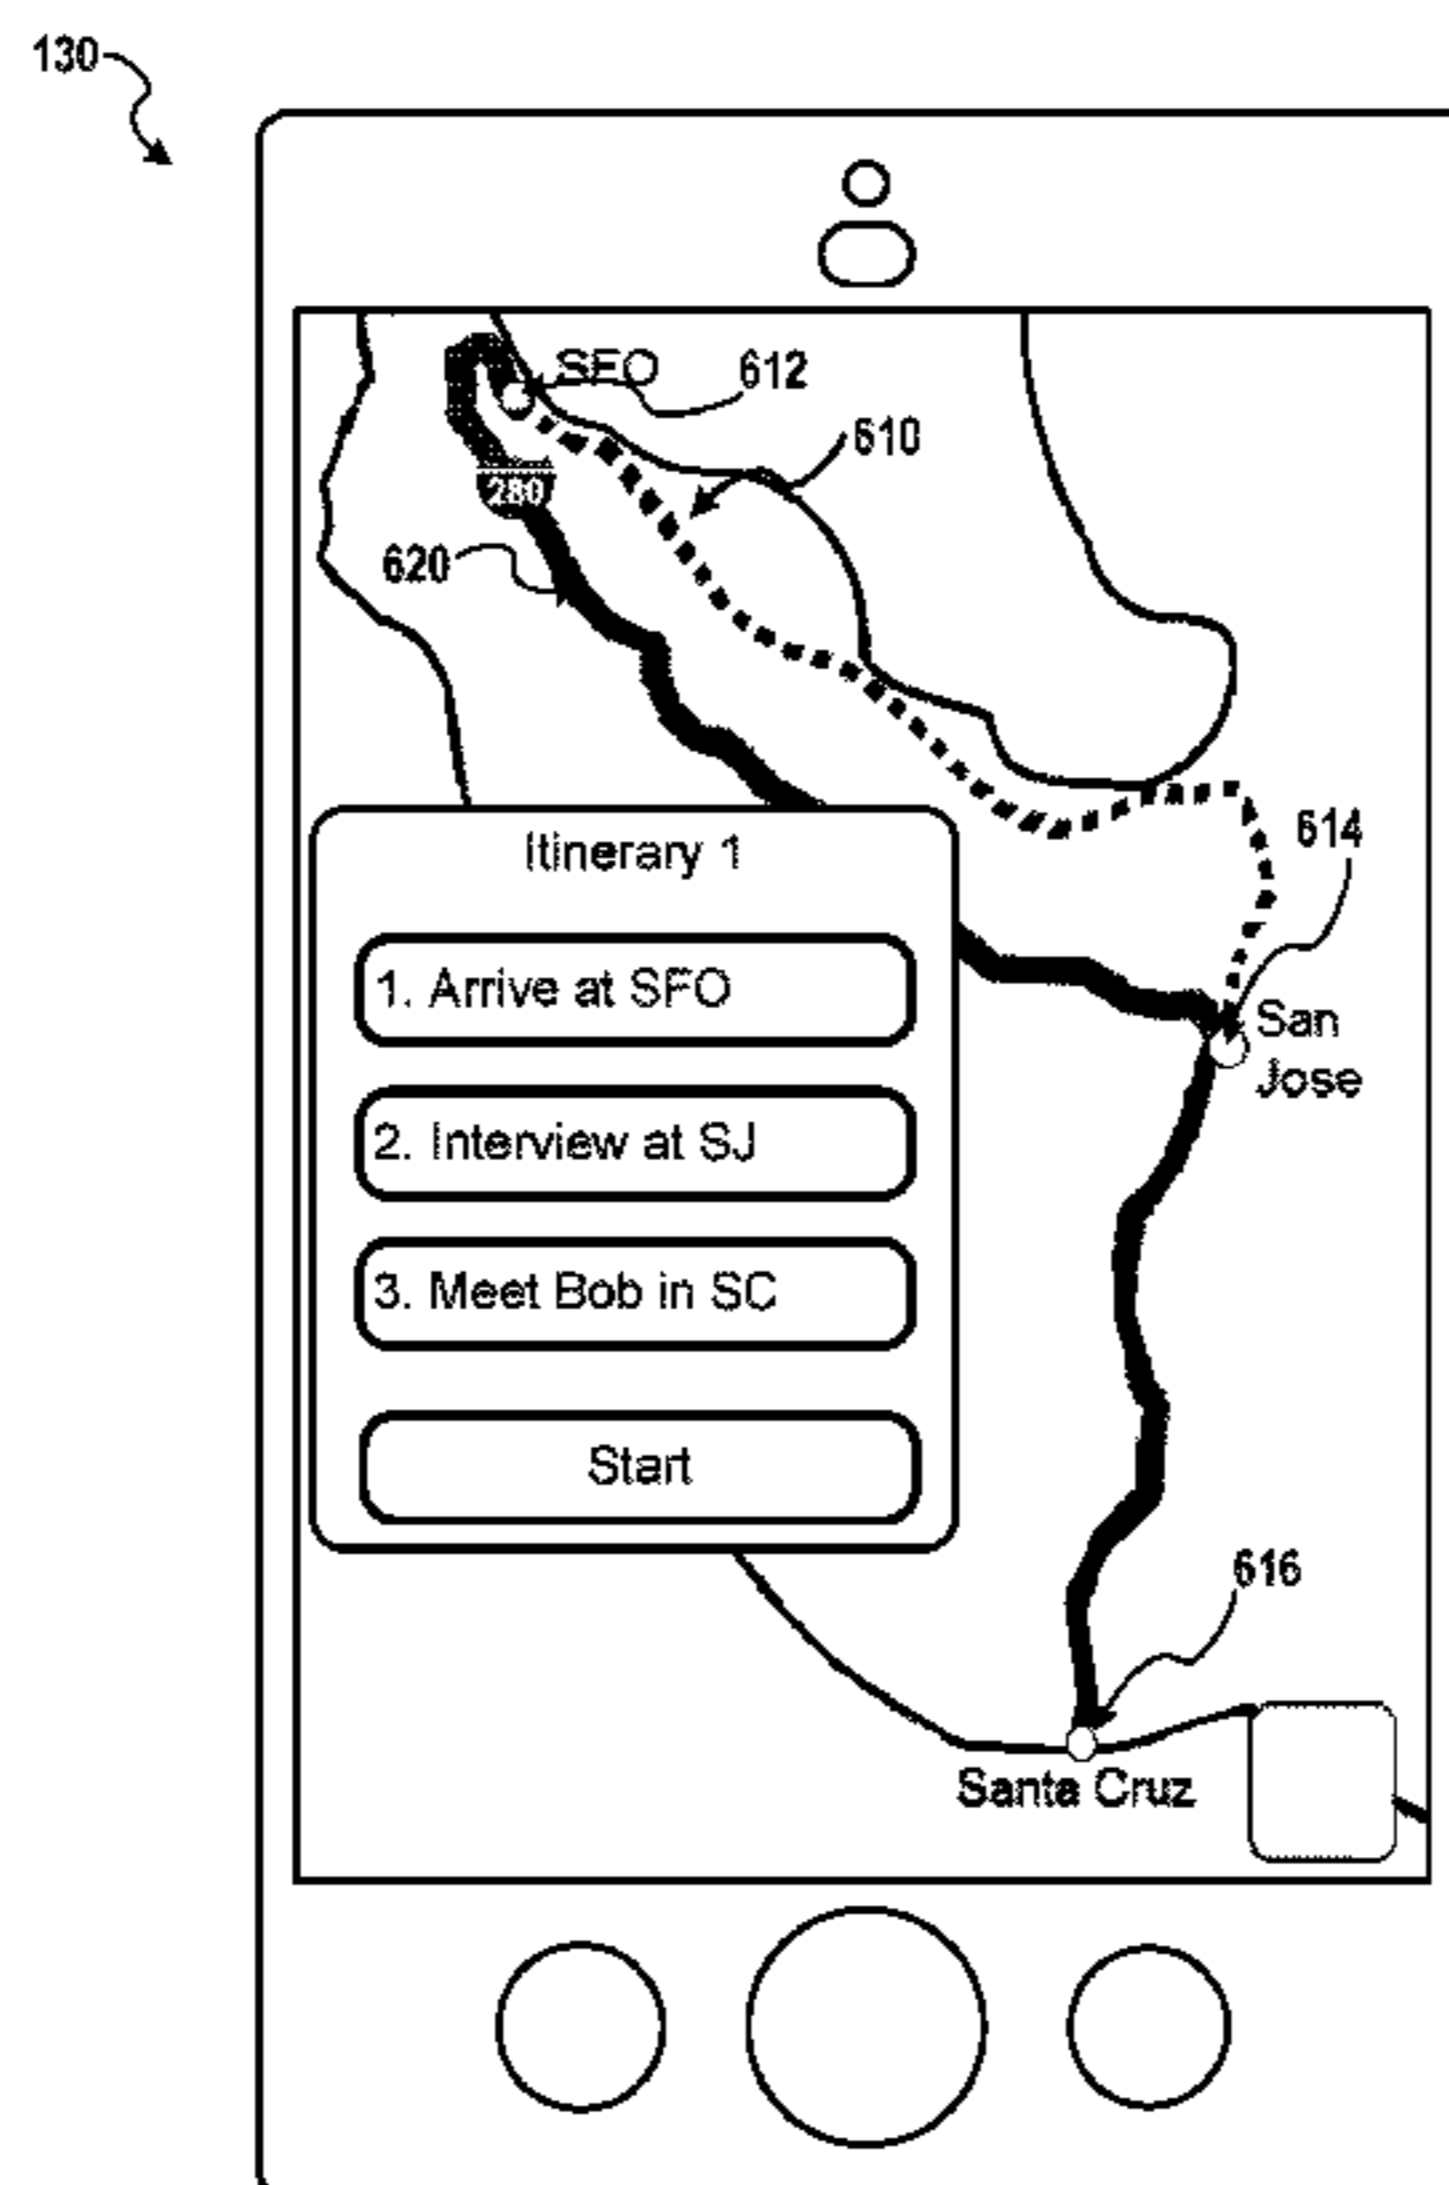 130
SFO
612
610
280
620
Itinerary 1
614
1. Arrive at SFO
San
Jose
2. Interview at SJ
3. Meet Bob in SC
Start
616
Santa Cruz